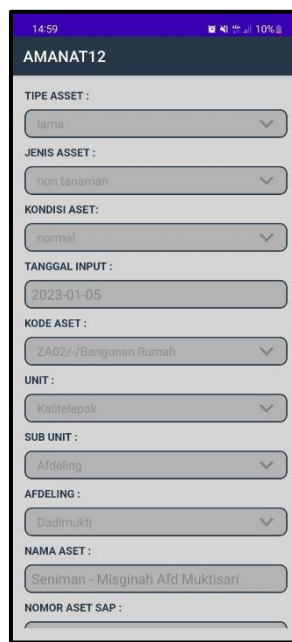 14:59
10%
AMANAT12
TIPE ASSET :
lama
JENIS ASSET :
non tanaman
KONDISI ASET:
normal
TANGGAL INPUT :
2023-01-05
KODE ASET :
ZA02/-/Bangunan Rumah
UNIT :
Kalitelepak
SUB UNIT :
Afdeling
AFDELING :
Dadimukti
NAMA ASET :
Seniman - Misginah Afd Muktisari
NOMOR ASET SAP :